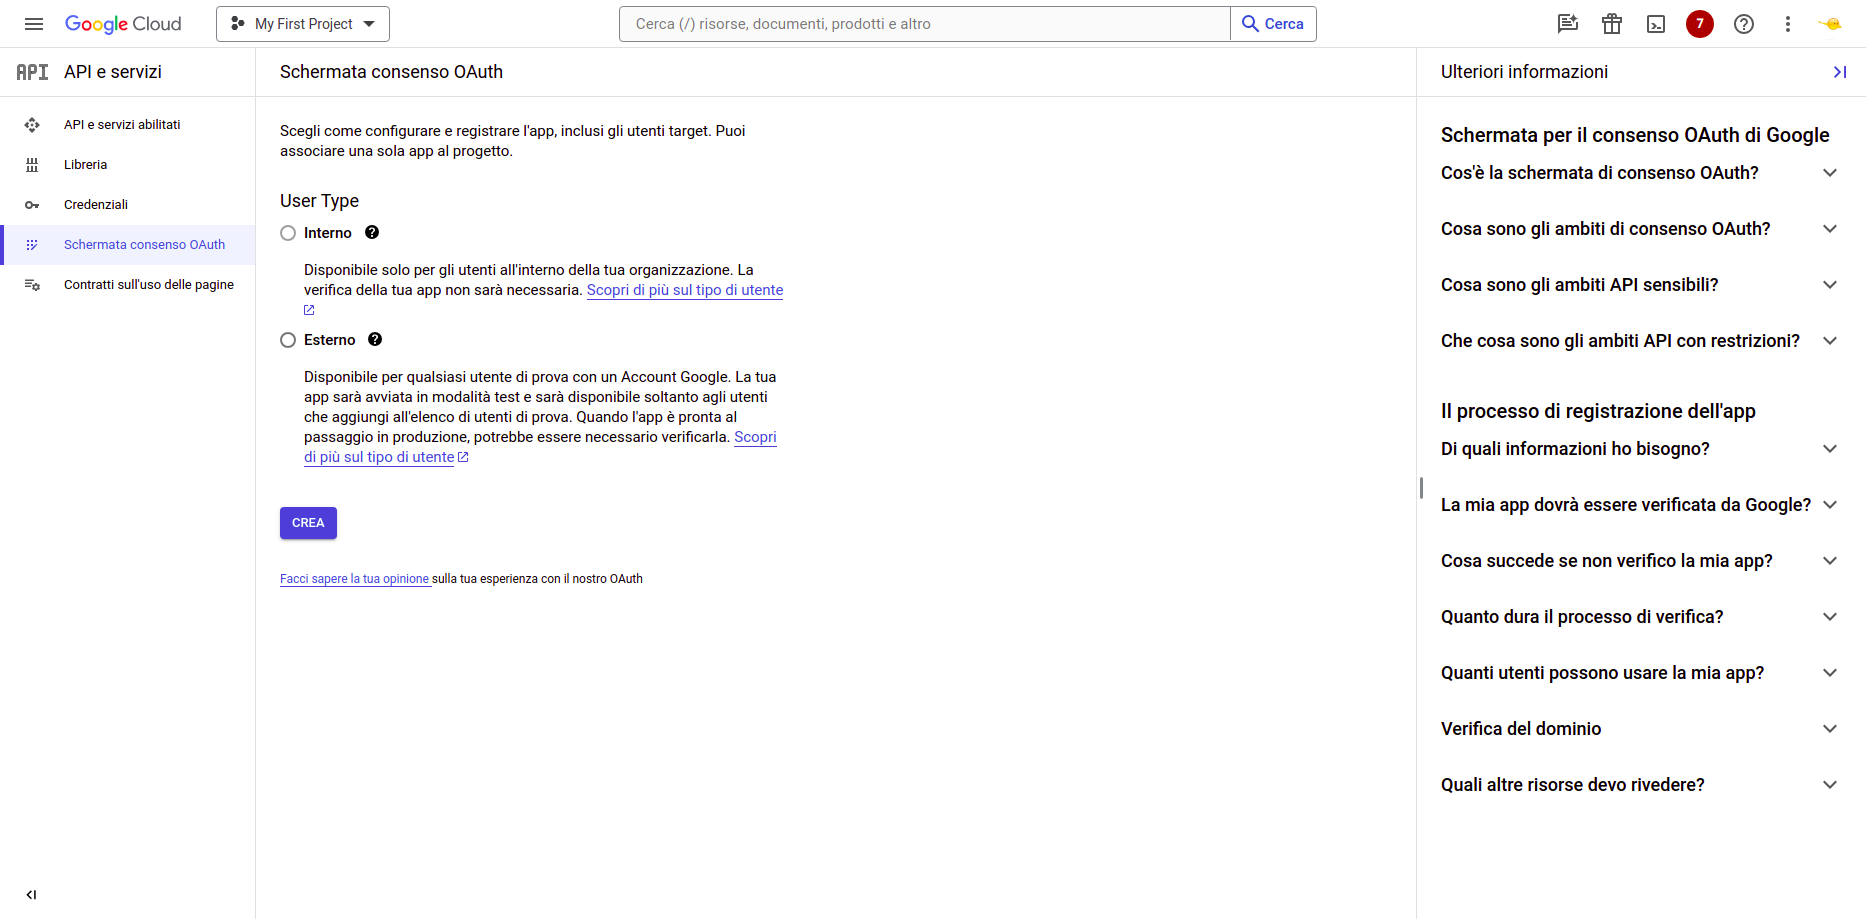 Google Cloud
My First Project
Cerca (/) risorse, documenti, prodotti e altro
Cerca
7
API
API e servizi
API e servizi abilitati
Libreria
Credenziali
Schermata consenso OAuth
Contratti sull'uso delle pagine
Schermata consenso OAuth
Scegli come configurare e registrare l'app, inclusi gli utenti target. Puoi
associare una sola app al progetto.
User Type
Interno
Disponibile solo per gli utenti all'interno della tua organizzazione. La
verifica della tua app non sarà necessaria. Scopri di più sul tipo di utente
Esterno
Disponibile per qualsiasi utente di prova con un Account Google. La tua
app sarà avviata in modalità test e sarà disponibile soltanto agli utenti
che aggiungi all'elenco di utenti di prova. Quando l'app è pronta al
passaggio in produzione, potrebbe essere necessario verificarla. Scopri
di più sul tipo di utente
CREA
Facci sapere la tua opinione sulla tua esperienza con il nostro OAuth
Ulteriori informazioni
Schermata per il consenso OAuth di Google
Cos'è la schermata di consenso OAuth?
Cosa sono gli ambiti di consenso OAuth?
Cosa sono gli ambiti API sensibili?
Che cosa sono gli ambiti API con restrizioni?
Il processo di registrazione dell'app
Di quali informazioni ho bisogno?
La mia app dovrà essere verificata da Google?
Cosa succede se non verifico la mia app?
Quanto dura il processo di verifica?
Quanti utenti possono usare la mia app?
Verifica del dominio
Quali altre risorse devo rivedere?